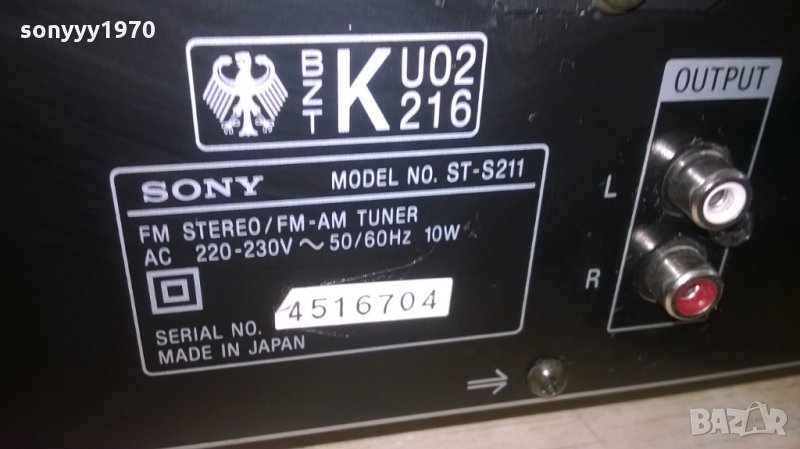 sonyyy1970
BZT K U02 216
OUTPUT
L
R
SONY MODEL NO. ST-S211
FM STEREO/FM-AM TUNER
AC 220-230V ~ 50/60Hz 10W
SERIAL NO. 4516704
MADE IN JAPAN
BAZAR